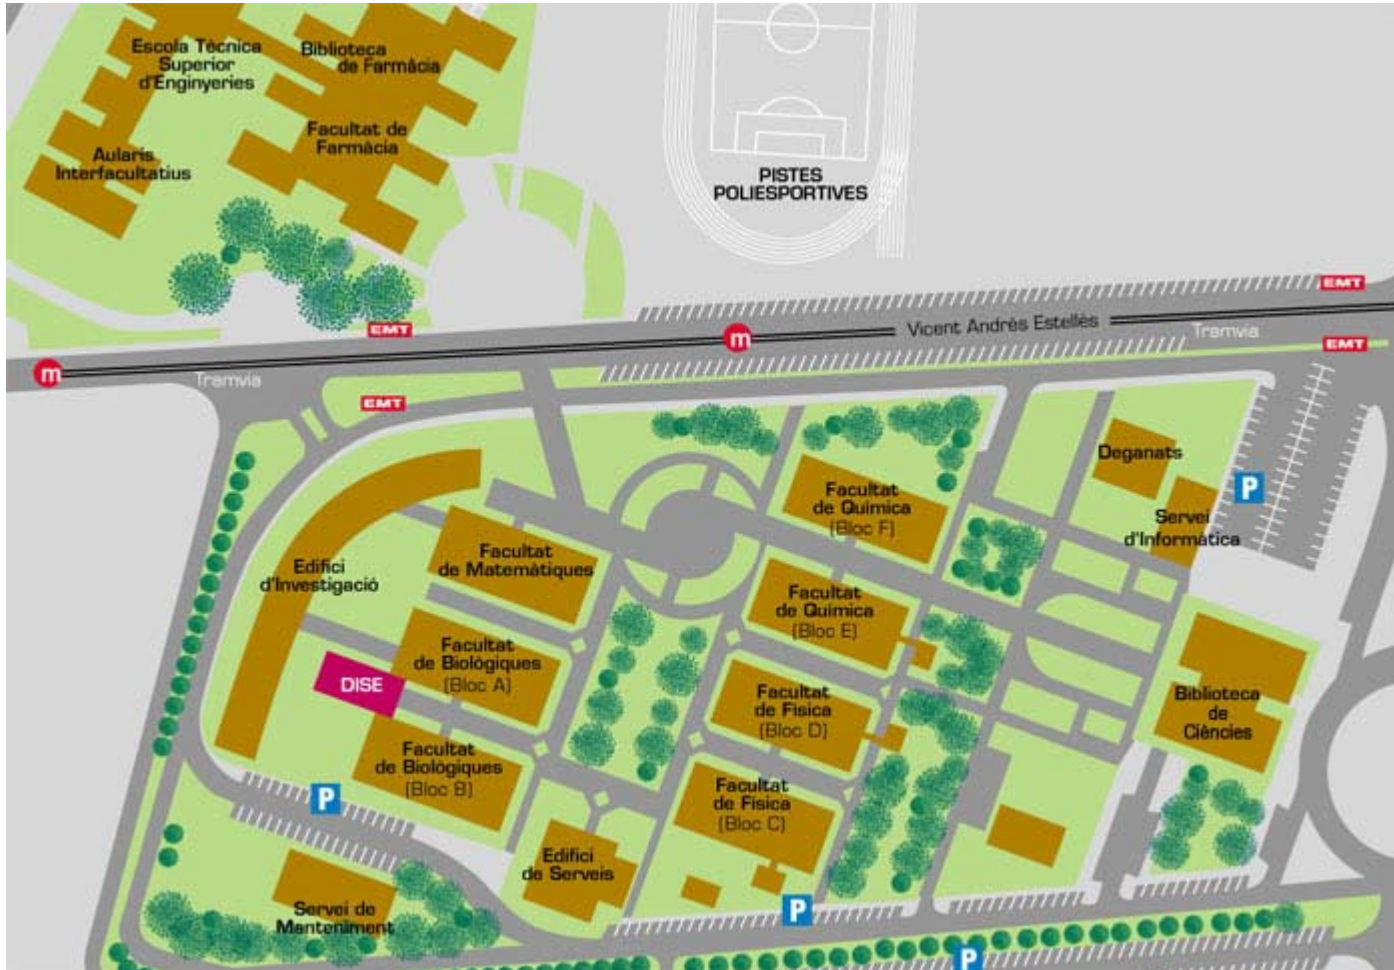 Escola Tècnica
Superior
d'Enginyeries
Biblioteca
de Farmàcia
Facultat de
Farmàcia
Aularis
Interfacultatius
PISTES
POLIESPORTIVES
EMT
EMT
m
Vicent Andrés Estellés
Tramvia
EMT
m
Tramvia
EMT
Deganats
P
Servei
d'Informàtica
Facultat
de Química
(Bloc F)
Facultat
de Matemàtiques
Edifici
d'Investigació
Facultat
de Química
(Bloc E)
Facultat
de Biològiques
(Bloc A)
DISE
Facultat
de Física
(Bloc D)
Biblioteca
de
Ciències
Facultat
de Biològiques
(Bloc B)
P
Facultat
de Física
(Bloc C)
Edifici
de Serveis
Servei de
Manteniment
P
P